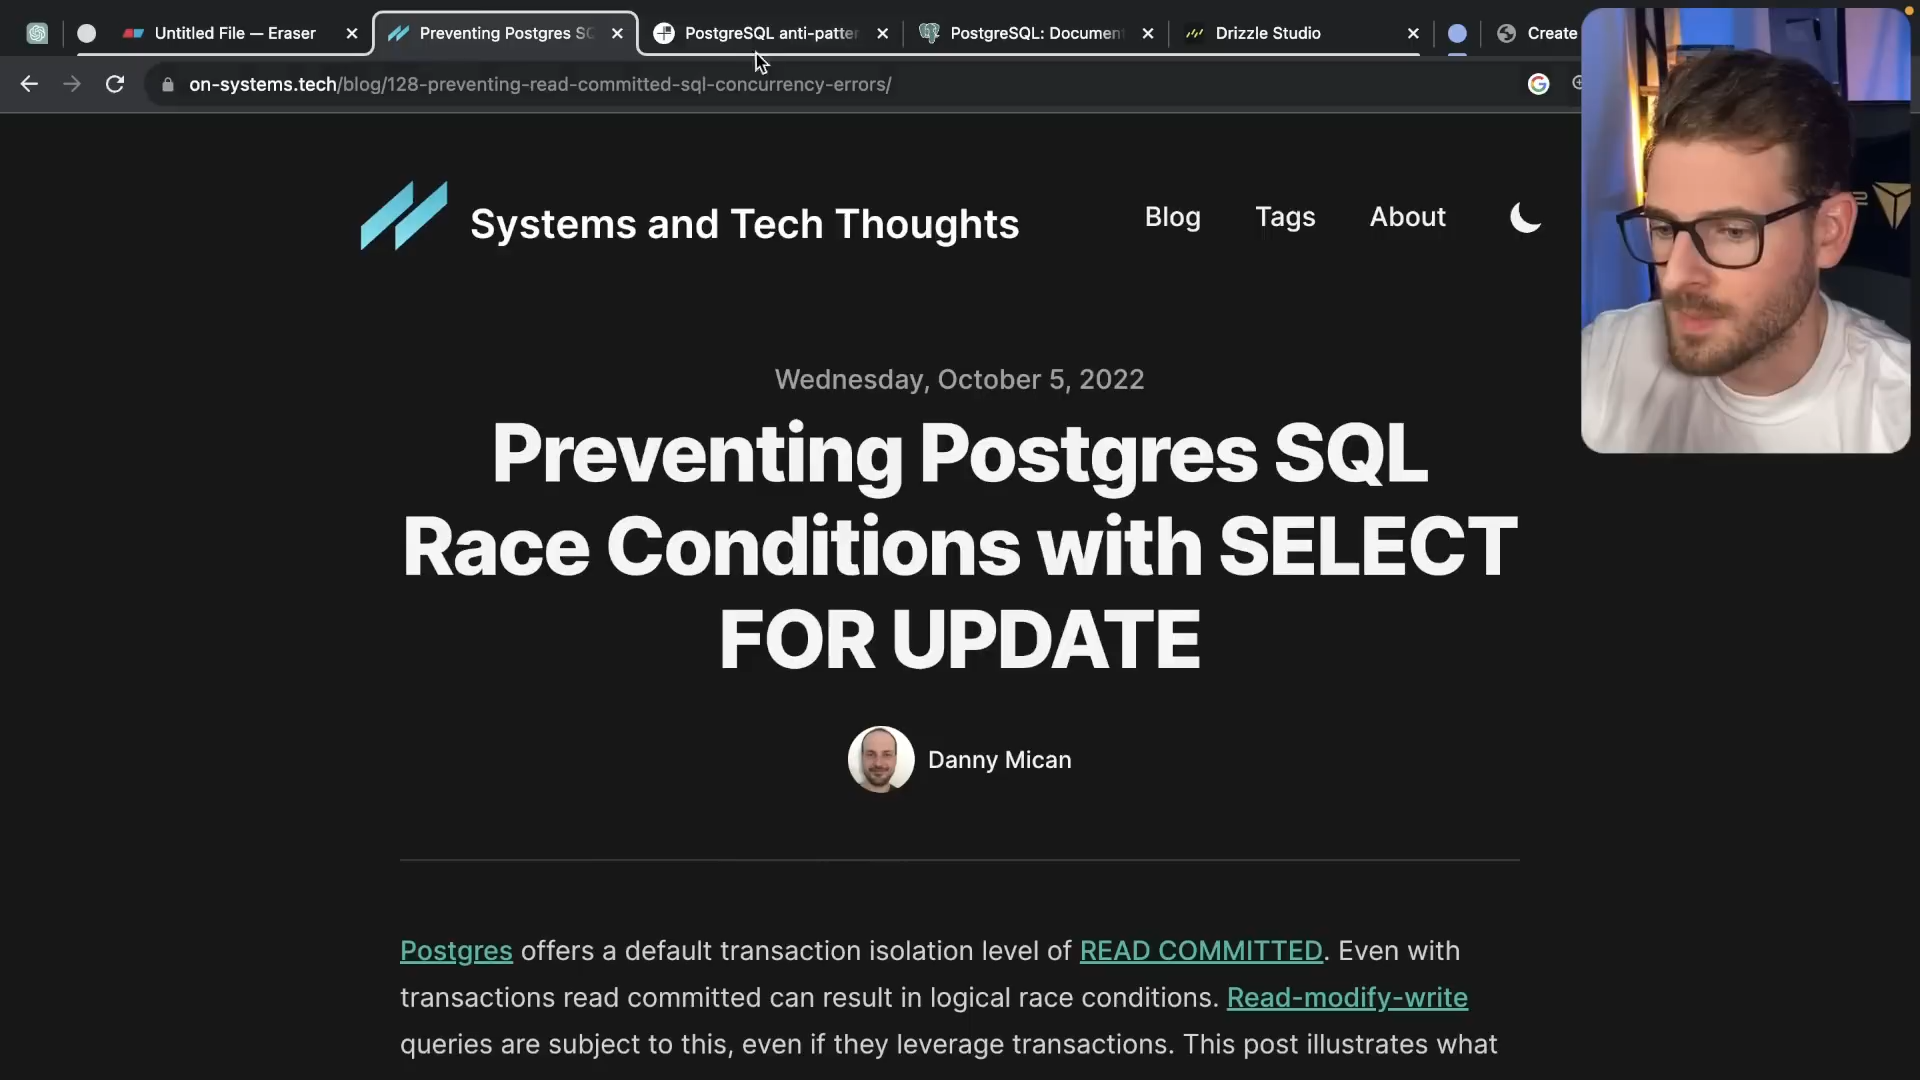 Untitled File — Eraser
Preventing Postgres SQ
PostgreSQL anti-patter
PostgreSQL: Document
Drizzle Studio
Create
on-systems.tech/blog/128-preventing-read-committed-sql-concurrency-errors/
Systems and Tech Thoughts
Blog
Tags
About
Wednesday, October 5, 2022
Preventing Postgres SQL
Race Conditions with SELECT
FOR UPDATE
Danny Mican
Postgres offers a default transaction isolation level of READ COMMITTED. Even with
transactions read committed can result in logical race conditions. Read-modify-write
queries are subject to this, even if they leverage transactions. This post illustrates what